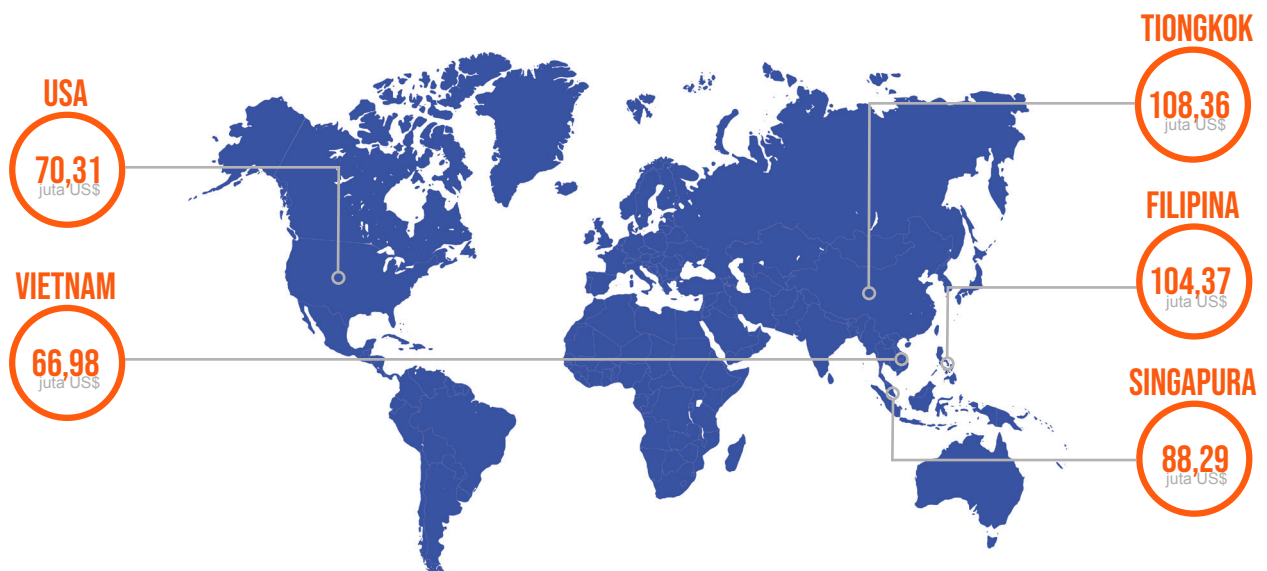 USA
70,31
juta US$
VIETNAM
66,98
juta US$
TIONGKOK
108,36
juta US$
FILIPINA
104,37
juta US$
SINGAPURA
88,29
juta US$